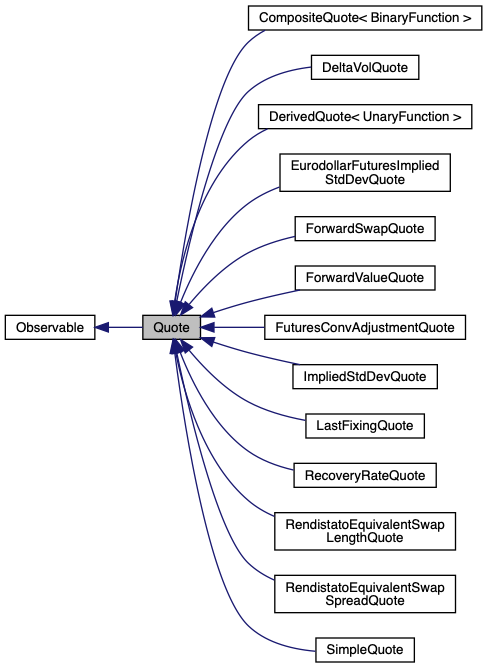 CompositeQuote< BinaryFunction >
DeltaVolQuote
DerivedQuote< UnaryFunction >
EurodollarFuturesImplied
StdDevQuote
ForwardSwapQuote
ForwardValueQuote
Observable
Quote
FuturesConvAdjustmentQuote
ImpliedStdDevQuote
LastFixingQuote
RecoveryRateQuote
RendistatoEquivalentSwap
LengthQuote
RendistatoEquivalentSwap
SpreadQuote
SimpleQuote